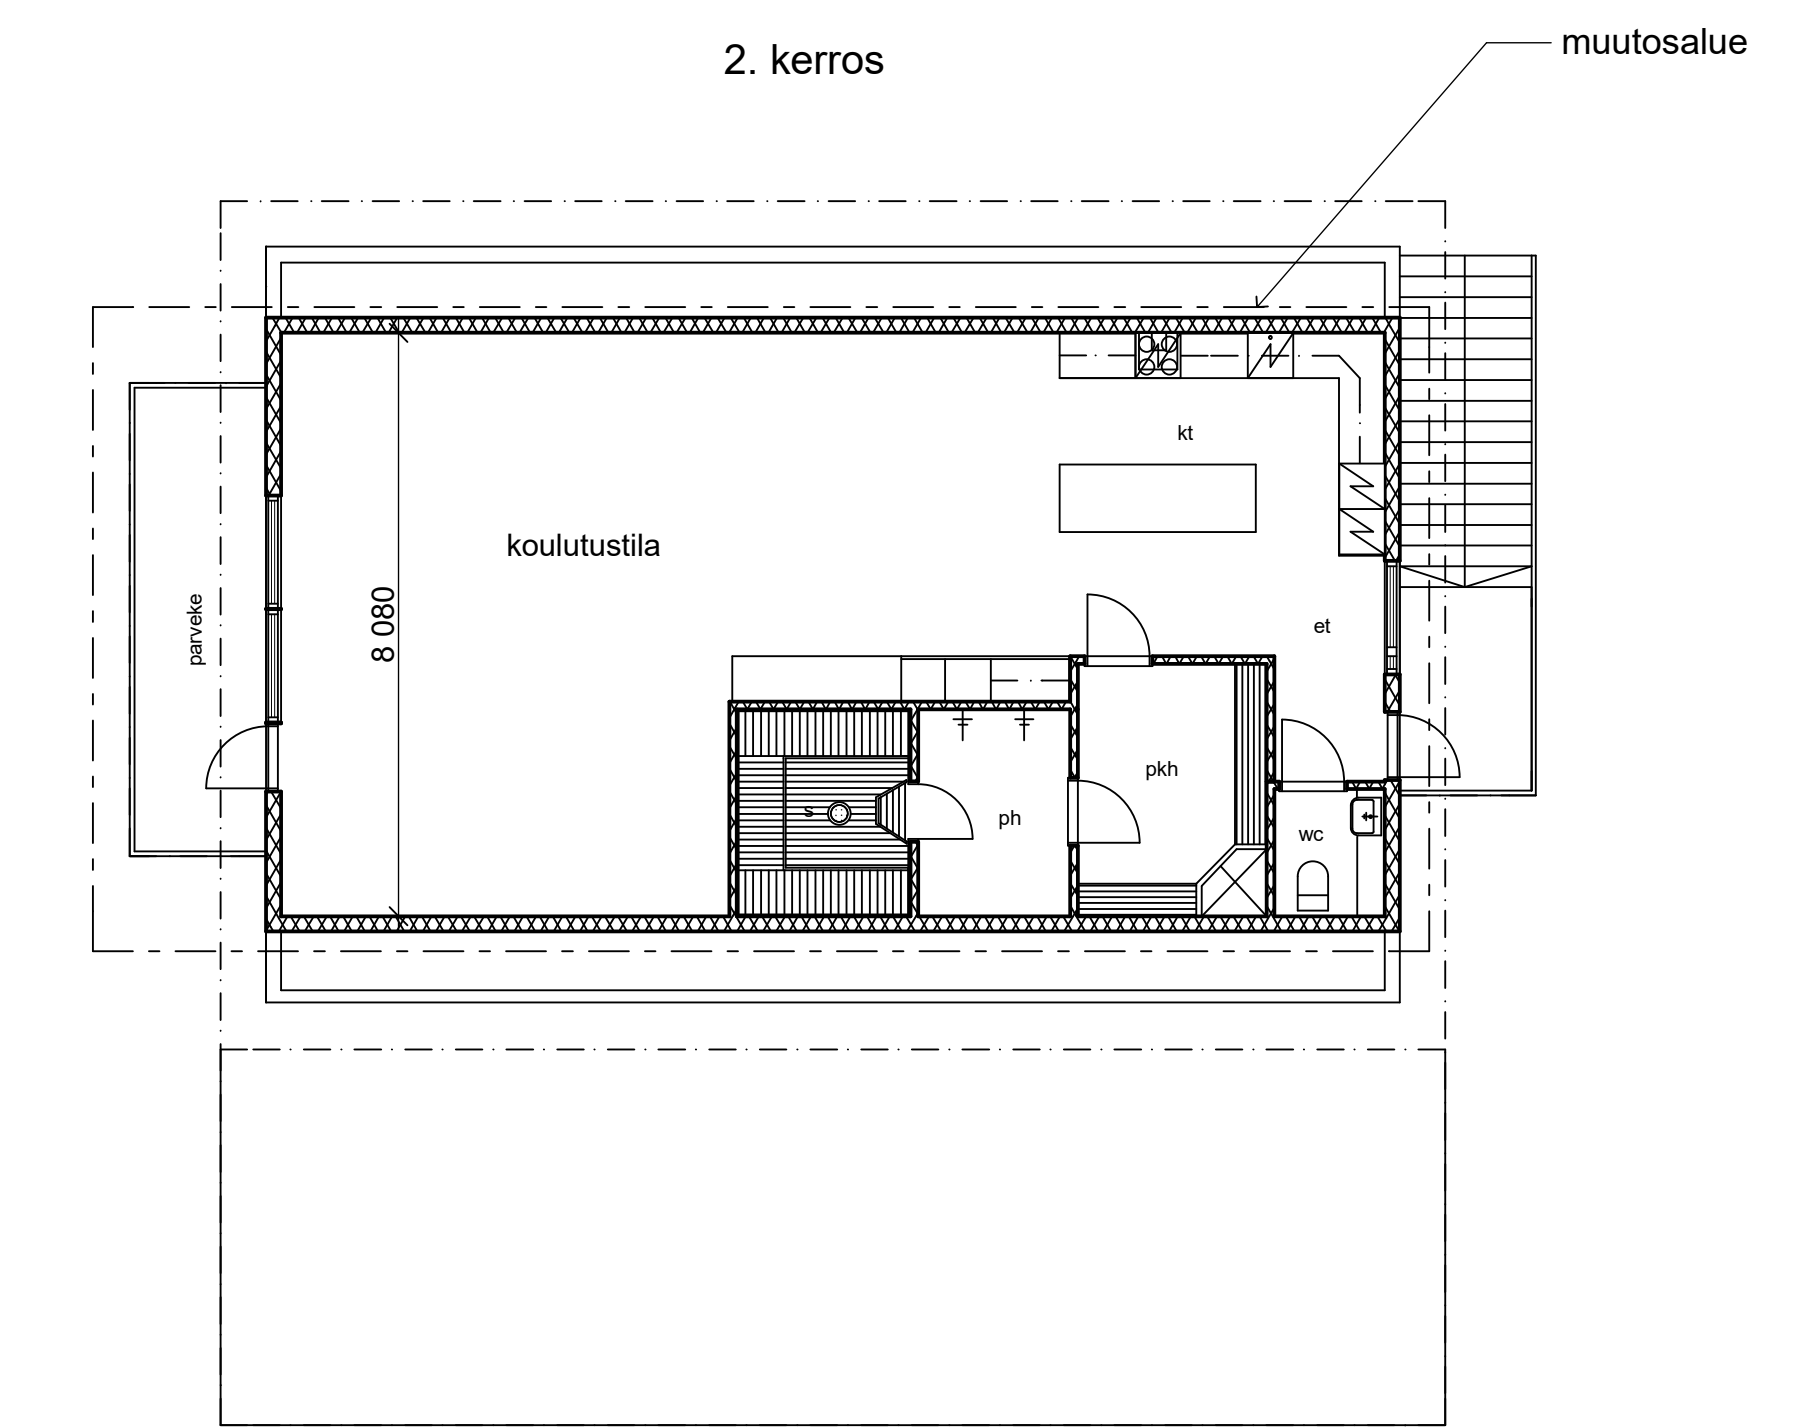 muutosalue
2. kerros
kt
koulutustila
parveke
8 080
et
pkh
s
ph
wc